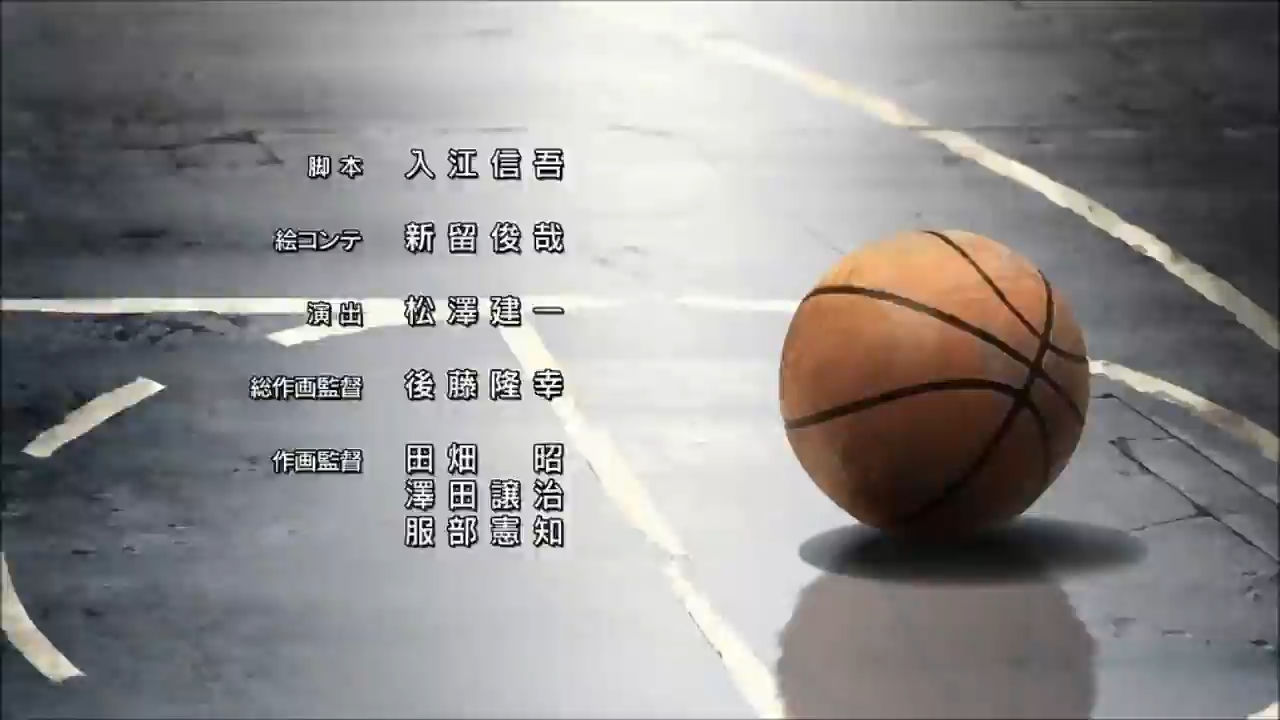 脚本 入江信吾
絵コンテ 新留俊哉
演出 松澤建一
総作画監督 後藤隆幸
作画監督 田畑 昭
澤田譲治
服部憲知